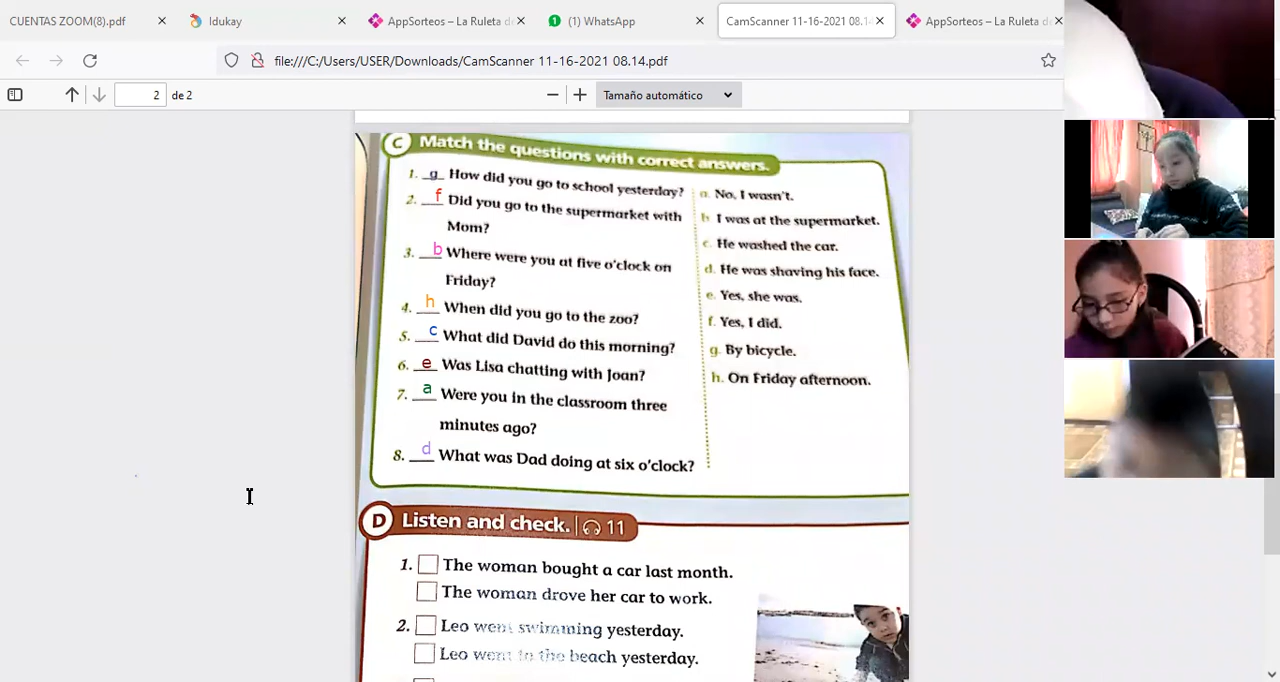 CUENTAS ZOOM(8).pdf
Idukay
AppSorteos – La Ruleta d
(1) WhatsApp
CamScanner 11-16-2021 08.1
AppSorteos – La Ruleta d
file:///C:/Users/USER/Downloads/CamScanner 11-16-2021 08.14.pdf
2 de 2
Tamaño automático
C Match the questions with correct answers.
1. g How did you go to school yesterday?
2. f Did you go to the supermarket with
Mom?
3. b Where were you at five o'clock on
Friday?
4. h When did you go to the zoo?
5. c What did David do this morning?
6. e Was Lisa chatting with Joan?
7. a Were you in the classroom three
minutes ago?
8. d What was Dad doing at six o'clock?
a. No, I wasn't.
b. I was at the supermarket.
c. He washed the car.
d. He was shaving his face.
e. Yes, she was.
f. Yes, I did.
g. By bicycle.
h. On Friday afternoon.
D Listen and check. 11
1. The woman bought a car last month.
The woman drove her car to work.
2. Leo went swimming yesterday.
Leo went to the beach yesterday.